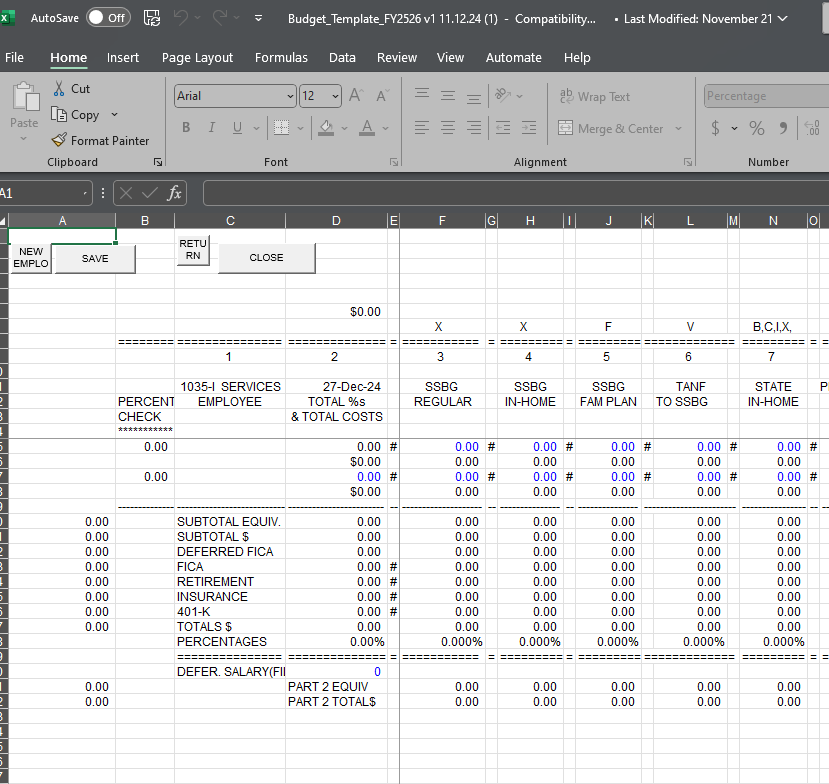 AutoSave Off Budget_Template_FY2526 v1 11.12.24 (1) - Compatibility... • Last Modified: November 21
File Home Insert Page Layout Formulas Data Review View Automate Help
Paste Cut Copy Format Painter Arial 12 A A Wrap Text Percentage
B I U A Merge & Center $ % 9
Clipboard Font Alignment Number
A1 fx
A B C D E F G H I J K L M N O
NEW EMPLO SAVE RETU RN CLOSE
$0.00
X X F V B,C,I,X,
======== =============== ============== = =========== = ========= = ========= ============= ========= = =
1 2 3 4 5 6 7
1035-I SERVICES 27-Dec-24 SSBG SSBG SSBG TANF STATE
PERCENT EMPLOYEE TOTAL %s REGULAR IN-HOME FAM PLAN TO SSBG IN-HOME
CHECK & TOTAL COSTS
***********
0.00 0.00 # 0.00 # 0.00 # 0.00 # 0.00 # 0.00 #
$0.00 0.00 0.00 0.00 0.00 0.00
0.00 0.00 # 0.00 # 0.00 # 0.00 # 0.00 # 0.00 #
$0.00 0.00 0.00 0.00 0.00 0.00
0.00 SUBTOTAL EQUIV. 0.00 0.00 0.00 0.00 0.00 0.00
0.00 SUBTOTAL $ 0.00 0.00 0.00 0.00 0.00 0.00
0.00 DEFERRED FICA 0.00 0.00 0.00 0.00 0.00 0.00
0.00 FICA 0.00 # 0.00 0.00 0.00 0.00 0.00
0.00 RETIREMENT 0.00 # 0.00 0.00 0.00 0.00 0.00
0.00 INSURANCE 0.00 # 0.00 0.00 0.00 0.00 0.00
0.00 401-K 0.00 # 0.00 0.00 0.00 0.00 0.00
0.00 TOTALS $ 0.00 0.00 0.00 0.00 0.00 0.00
PERCENTAGES 0.00% 0.000% 0.000% 0.000% 0.000% 0.000%
=============== ============== = =========== = ========= = ========= ============= ========= = =
DEFER. SALARY(FI 0
0.00 PART 2 EQUIV 0.00 0.00 0.00 0.00 0.00
0.00 PART 2 TOTAL$ 0.00 0.00 0.00 0.00 0.00